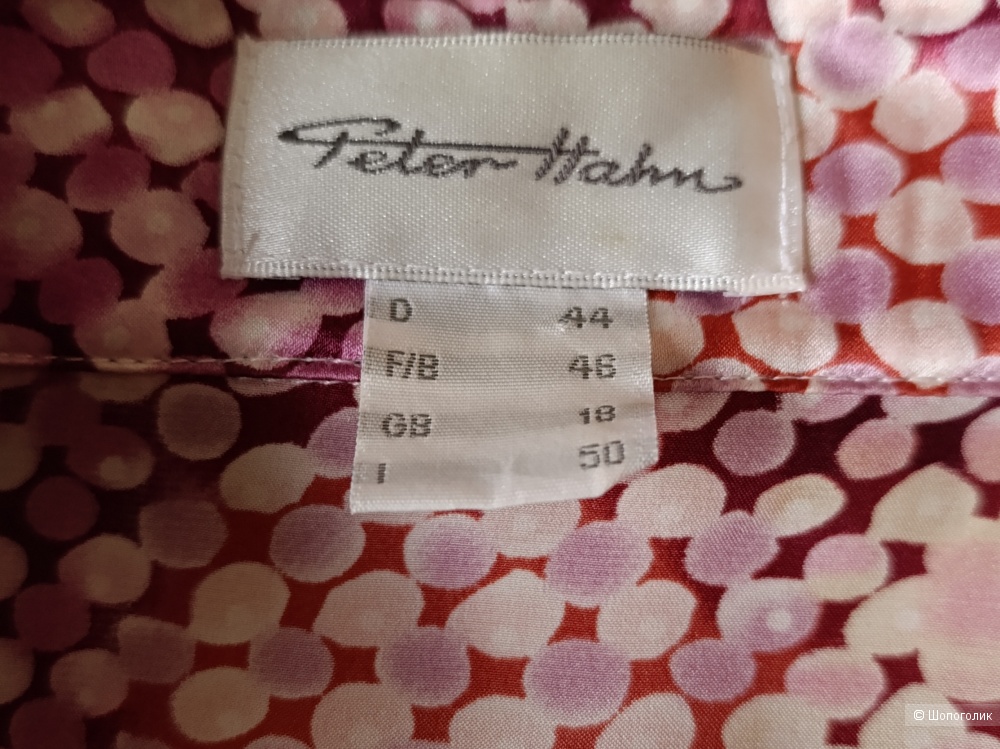 Peter Hahn
D 44
F/B 46
GB 18
I 50
© Шопоголик